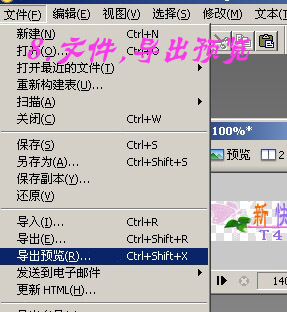 文件(F) 编辑(E) 视图(V) 选择(S) 修改(M) 文本(T
新建(N)... Ctrl+N
打开(O)... Ctrl+O
8.文件,导出预览
打开最近的文件(T)
重新构建表(U)...
扫描(A)
关闭(C) Ctrl+W
保存(S) Ctrl+S
另存为(A)... Ctrl+Shift+S
保存副本(Y)...
还原(V)
导入(I)... Ctrl+R
导出(E)... Ctrl+Shift+R
导出预览(R)... Ctrl+Shift+X
发送到电子邮件
更新 HTML(H)...
100%*
预览 2
新 快
T 4
140